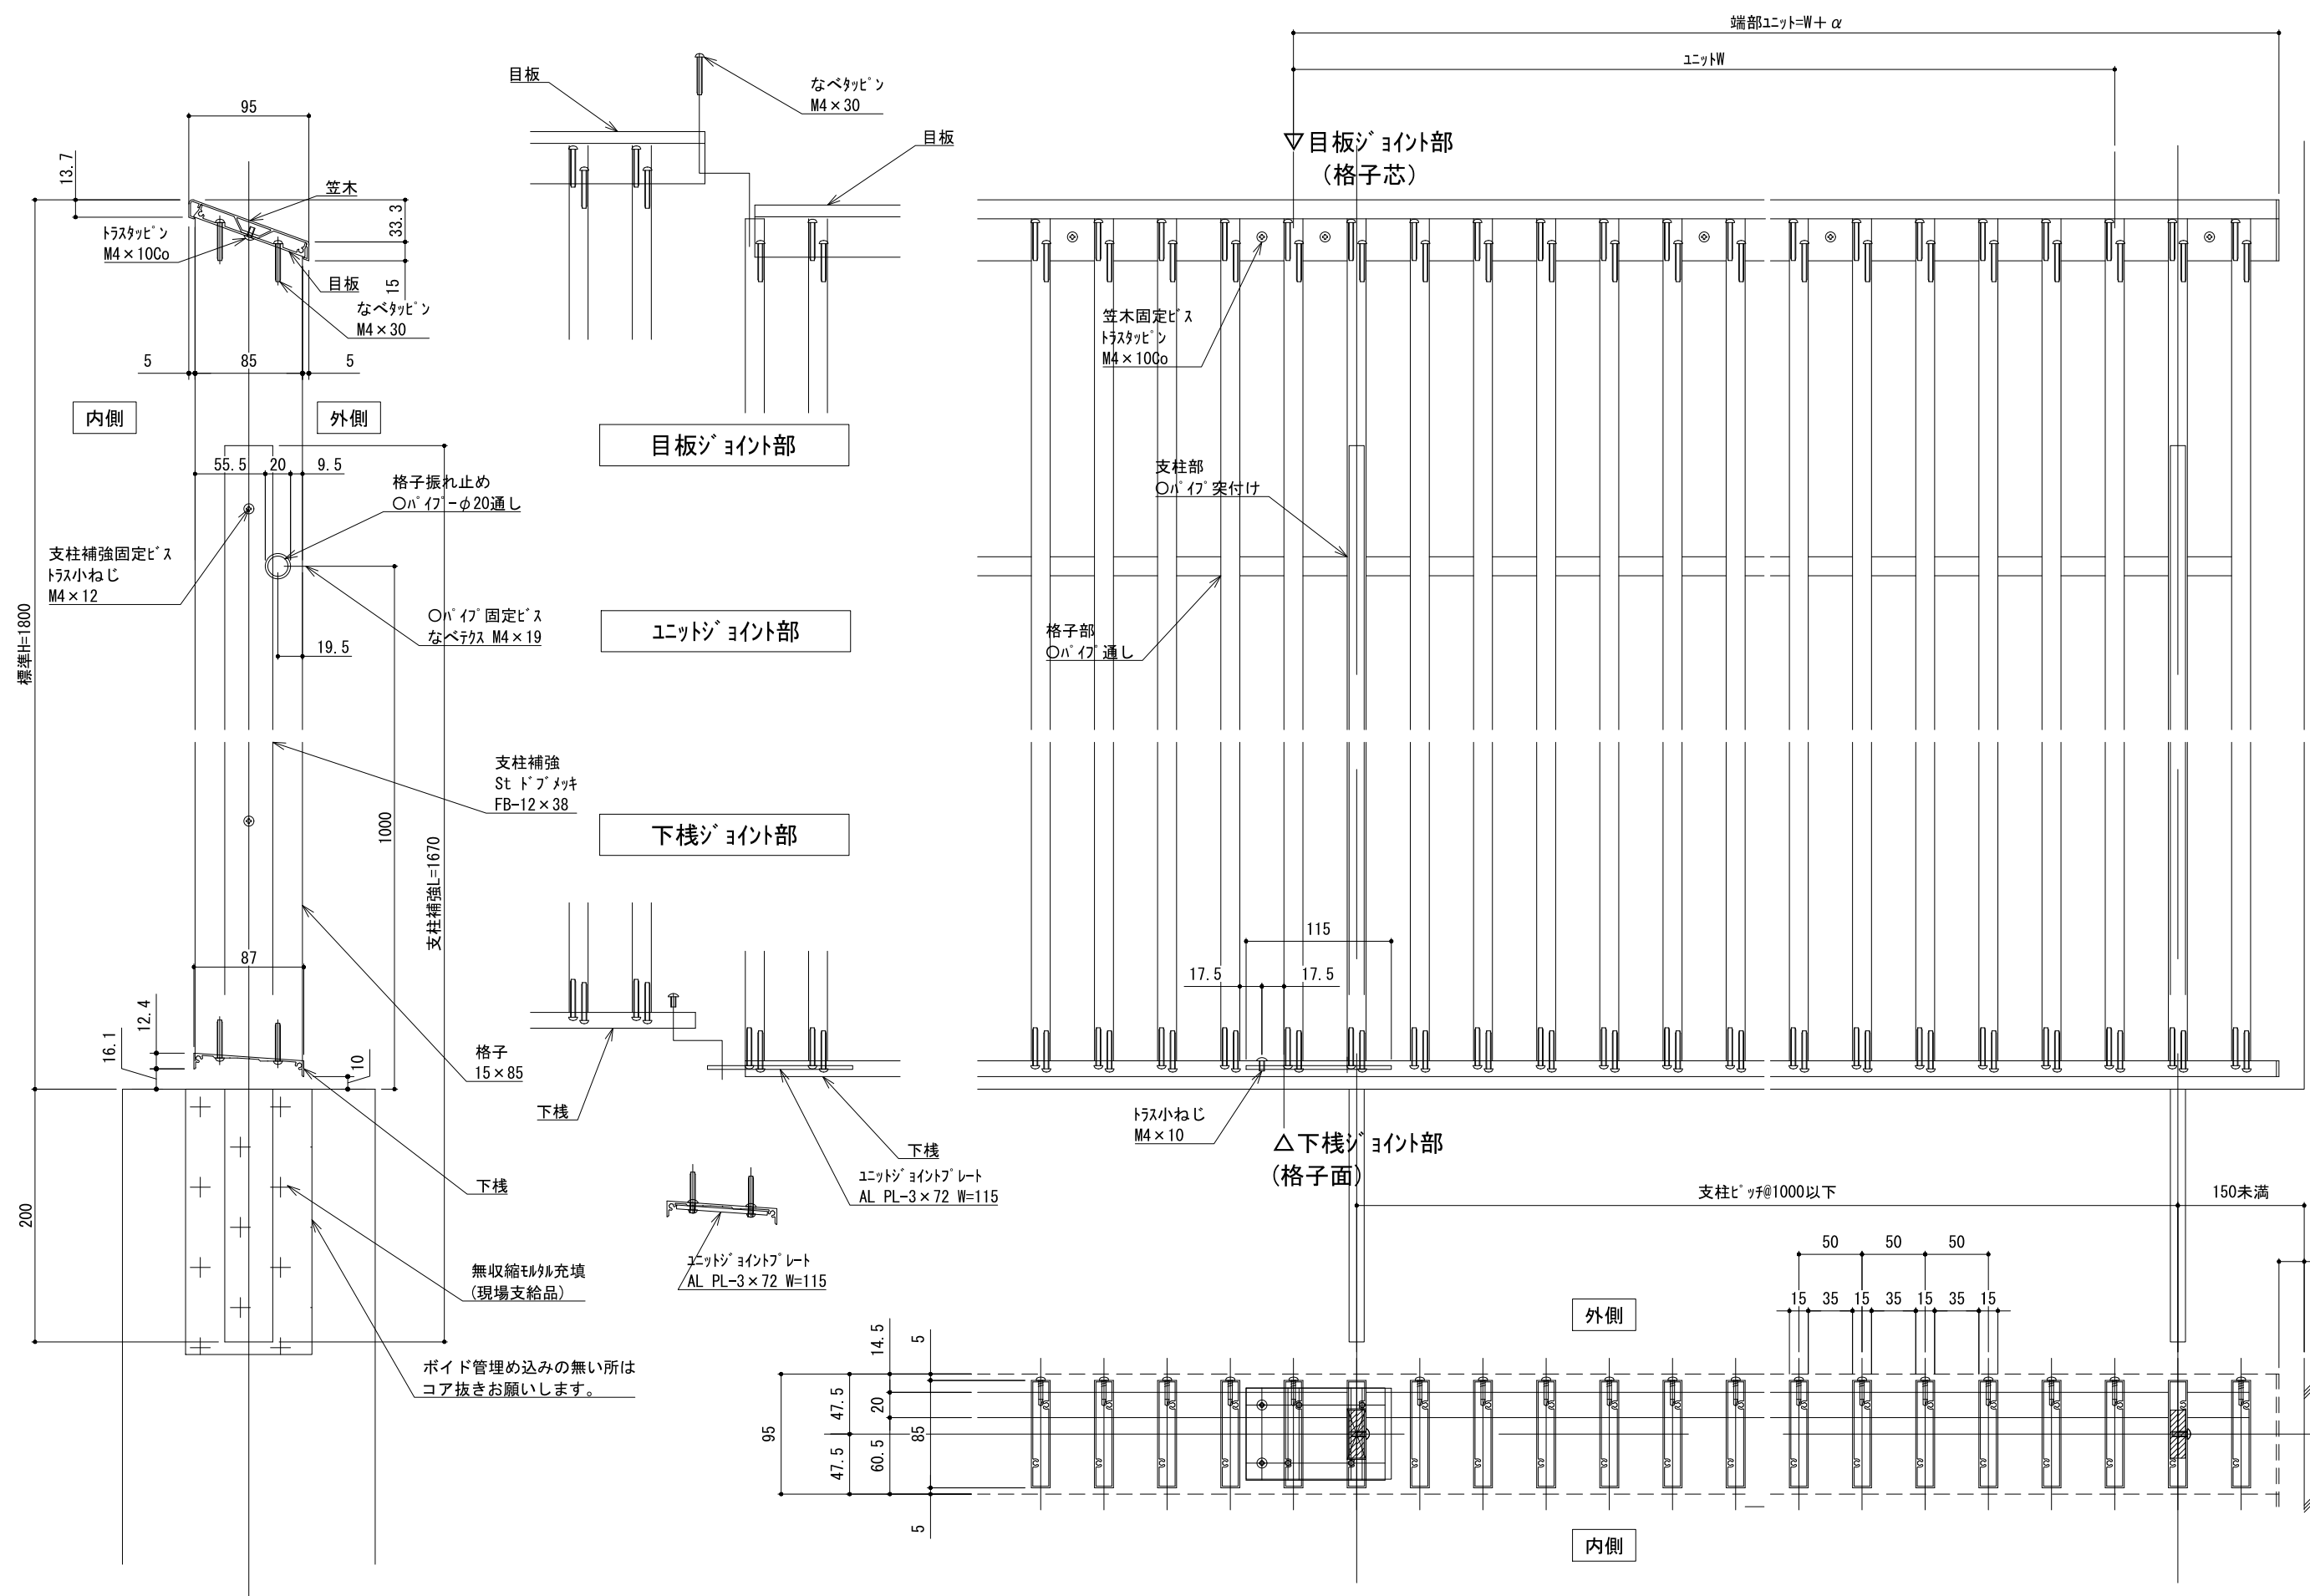 端部ﾕﾆｯﾄ=W+α
ﾕﾆｯﾄW
▽目板ｼﾞｮｲﾝﾄ部
(格子芯)
目板
なべﾀｯﾋﾟﾝ
M4×30
目板
95
13.7
笠木
33.3
15
ﾄﾗｽﾀｯﾋﾟﾝ
M4×10Co
目板
なべﾀｯﾋﾟﾝ
M4×30
5
85
5
内側
外側
目板ｼﾞｮｲﾝﾄ部
笠木固定ﾋﾞｽ
ﾄﾗｽﾀｯﾋﾟﾝ
M4×10Co
55.5
20
9.5
格子振れ止め
○ﾊﾟｲﾌﾟｰφ20通し
支柱部
○ﾊﾟｲﾌﾟ突付け
支柱補強固定ﾋﾞｽ
ﾄﾗｽ小ねじ
M4×12
標準H=1800
○ﾊﾟｲﾌﾟ固定ﾋﾞｽ
なべﾃｸｽ M4×19
19.5
ﾕﾆｯﾄｼﾞｮｲﾝﾄ部
格子部
○ﾊﾟｲﾌﾟ通し
支柱補強
St ﾄﾞﾌﾞﾒｯｷ
FB-12×38
1000
支柱補強L=1670
下桟ｼﾞｮｲﾝﾄ部
87
12.4
16.1
10
格子
15×85
115
17.5
17.5
下桟
下桟
ﾕﾆｯﾄｼﾞｮｲﾝﾄﾌﾟﾚｰﾄ
AL PL-3×72 W=115
ﾄﾗｽ小ねじ
M4×10
△下桟ｼﾞｮｲﾝﾄ部
(格子面)
下桟
200
ﾕﾆｯﾄｼﾞｮｲﾝﾄﾌﾟﾚｰﾄ
AL PL-3×72 W=115
無収縮ﾓﾙﾀﾙ充填
(現場支給品)
ボイド管埋め込みの無い所は
コア抜きお願いします。
支柱ﾋﾟｯﾁ@1000以下
150未満
50
50
50
15
35
15
35
15
35
15
外側
95
47.5
47.5
14.5
20
60.5
5
85
5
内側